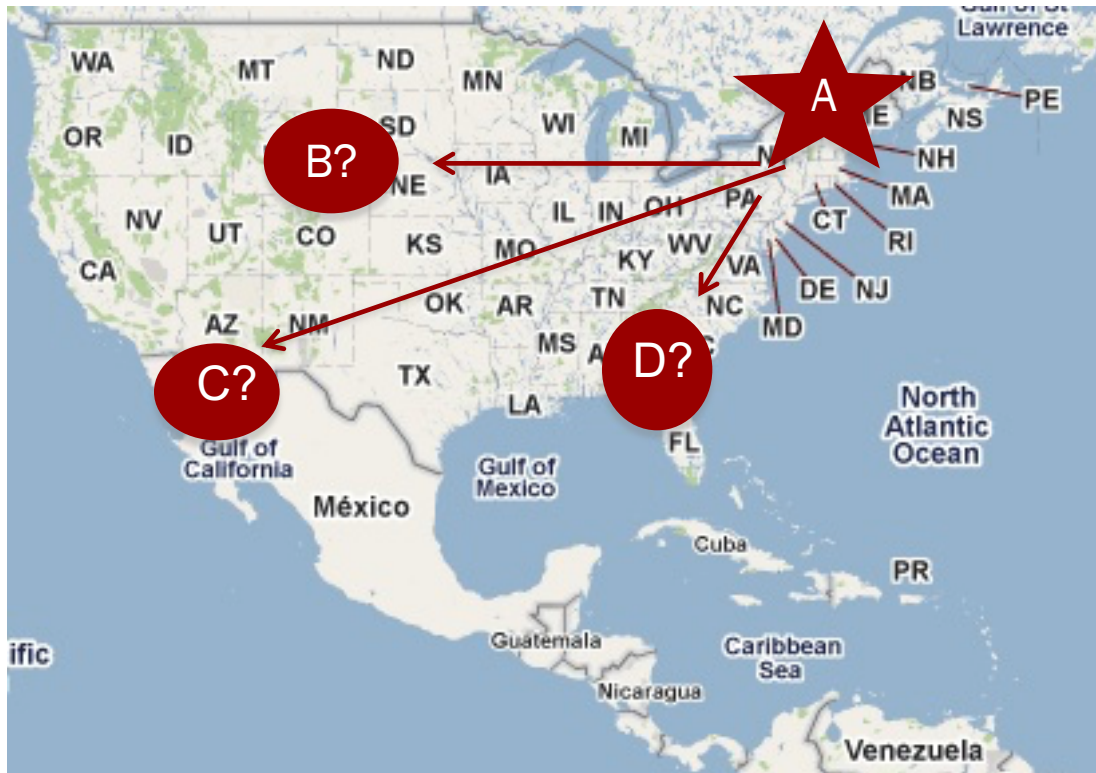 Gulf of St
Lawrence
WA
MT
ND
MN
A
NB
PE
OR
ID
SD
WI
MI
NS
B?
NH
NE
IA
PA
MA
NV
UT
CO
IL
IN
OH
CT
RI
KS
MO
KY
WV
VA
CA
DE
NJ
OK
AR
TN
NC
AZ
NM
MD
MS
D?
C?
TX
LA
North
Atlantic
Ocean
FL
Gulf of
California
Gulf of
Mexico
México
Cuba
PR
Guatemala
Caribbean
Sea
ific
Nicaragua
Venezuela